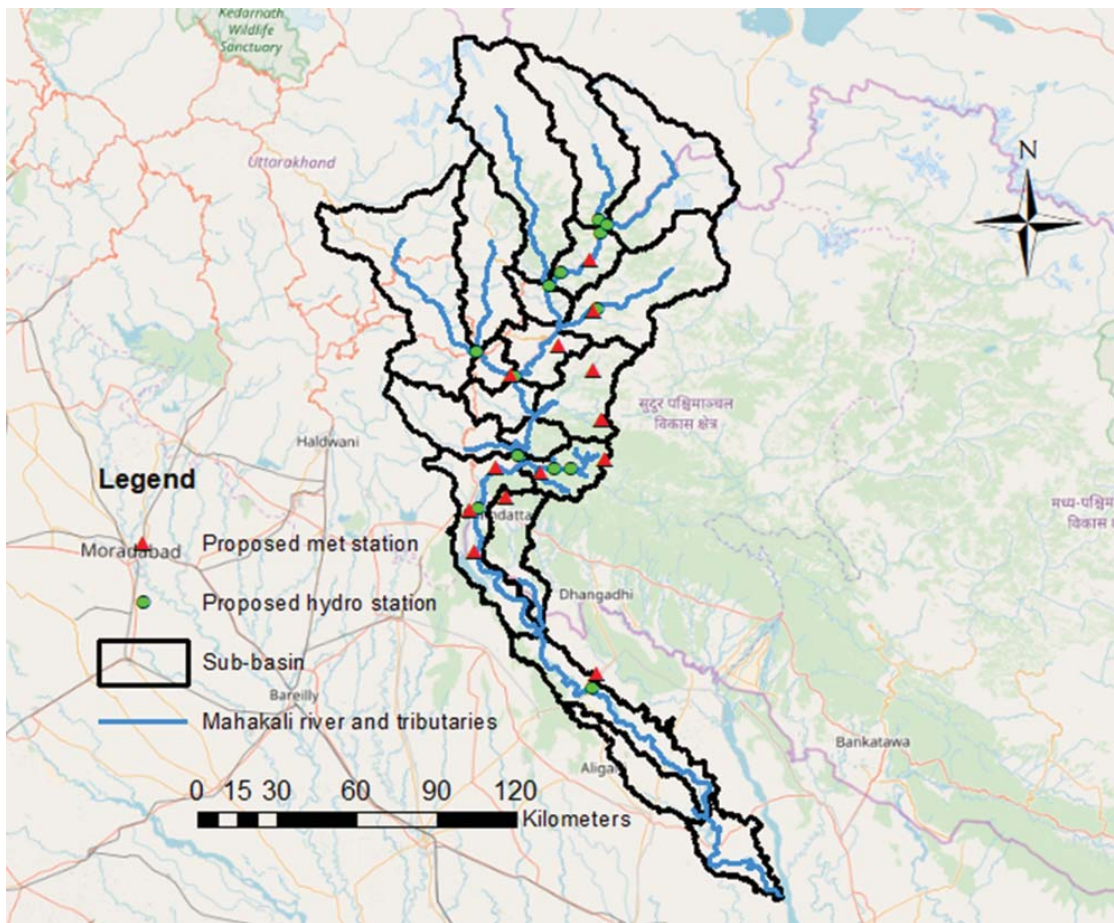 Kedarnath
Wildlife
Sanctuary
Uttarakhand
N
सुदूर पश्चिमाञ्चल
विकास क्षेत्र
Haldwani
Legend
Moradabad
Proposed met station
मध्य-पश्चि
विकास क्ष
Proposed hydro station
Dhangadhi
Sub-basin
Bareilly
Mahakali river and tributaries
Bankatawa
0 15 30 60 90 120
Kilometers